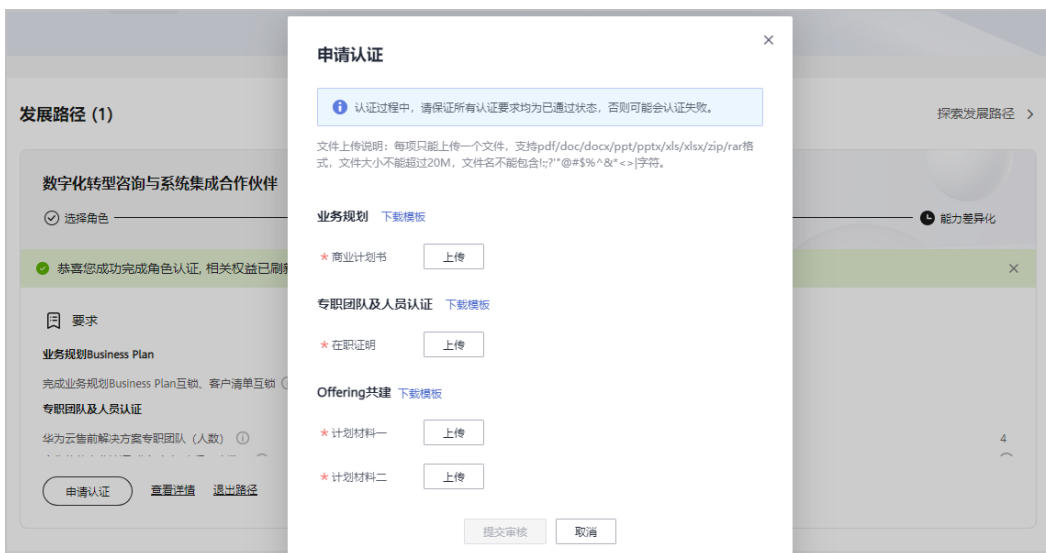 申请认证
认证过程中，请保证所有认证要求均为已通过状态，否则可能会认证失败。
文件上传说明：每项只能上传一个文件，支持pdf/doc/docx/ppt/pptx/xls/xlsx/zip/rar格
式，文件大小不能超过20M，文件名不能包含!:;?'"@#$%^&*<>|字符。
业务规划 下载模板
*商业计划书 上传
专职团队及人员认证 下载模板
*在职证明 上传
Offering共建 下载模板
*计划材料一 上传
*计划材料二 上传
提交审核 取消
发展路径 (1)
探索发展路径
数字化转型咨询与系统集成合作伙伴
选择角色
能力差异化
恭喜您成功完成角色认证, 相关权益已刷
要求
业务规划Business Plan
完成业务规划Business Plan互锁、客户清单互锁
专职团队及人员认证
华为云售前解决方案专职团队（人数） 4
申请认证 查看详情 退出路径